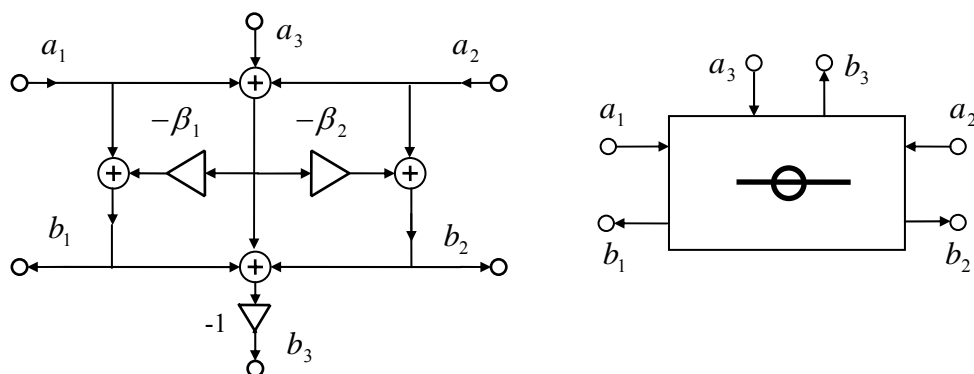 a₁
a₃
a₂
+
−β₁
−β₂
+
+
b₁
b₂
+
-1
b₃
a₃
b₃
a₁
a₂
b₁
b₂